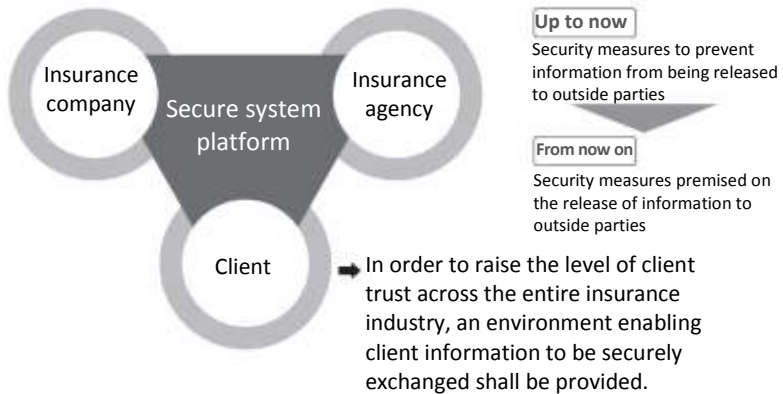 Insurance
company
Secure system
platform
Insurance
agency
Client
Up to now
Security measures to prevent
information from being released
to outside parties
From now on
Security measures premised on
the release of information to
outside parties
In order to raise the level of client
trust across the entire insurance
industry, an environment enabling
client information to be securely
exchanged shall be provided.